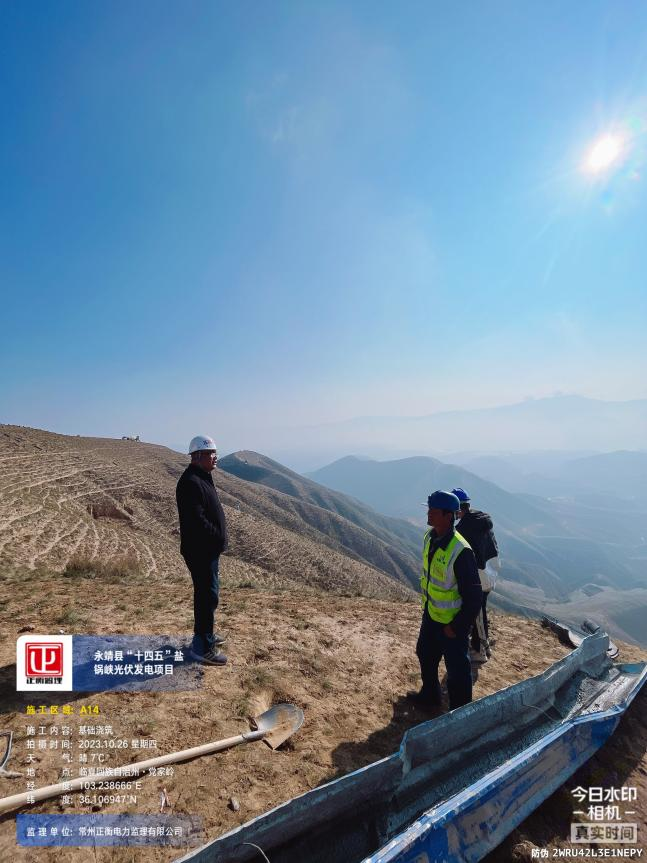 正衡管理
永靖县“十四五”盐
锅峡光伏发电项目
施工区域: A14
施工内容: 基础浇筑
拍摄时间: 2023.10.26 星期四
天气: 晴 7℃
地点: 临夏回族自治州·党家岭
经度: 103.238666°E
纬度: 36.106947°N
监理单位: 常州正衡电力监理有限公司
今日水印
-相机-
真实时间
防伪 2WRU42L3E1NEPY